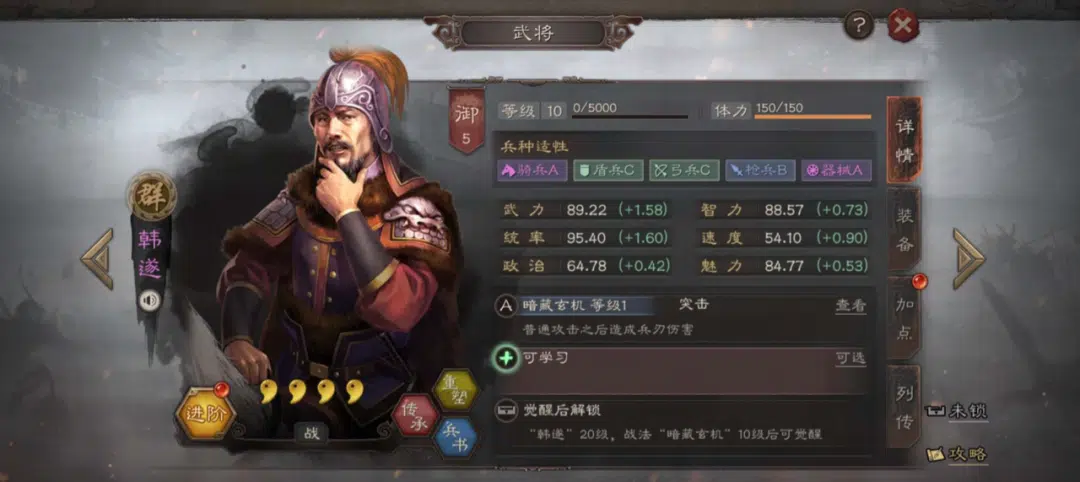 武将
?
御
5
等级 10 0/5000
体力 150/150
兵种适性
骑兵A 盾兵C 弓兵C 枪兵B 器械A
武力 89.22 (+1.58) 智力 88.57 (+0.73)
统率 95.40 (+1.60) 速度 54.10 (+0.90)
政治 64.78 (+0.42) 魅力 84.77 (+0.53)
A 暗藏玄机 等级1 突击 查看
普通攻击之后造成兵刃伤害
可学习 可选
觉醒后解锁
“韩遂”20级，战法“暗藏玄机”10级后可觉醒
群
韩遂
进阶
战
传承
重塑
兵书
详情
装备
加点
列传
未锁
攻略